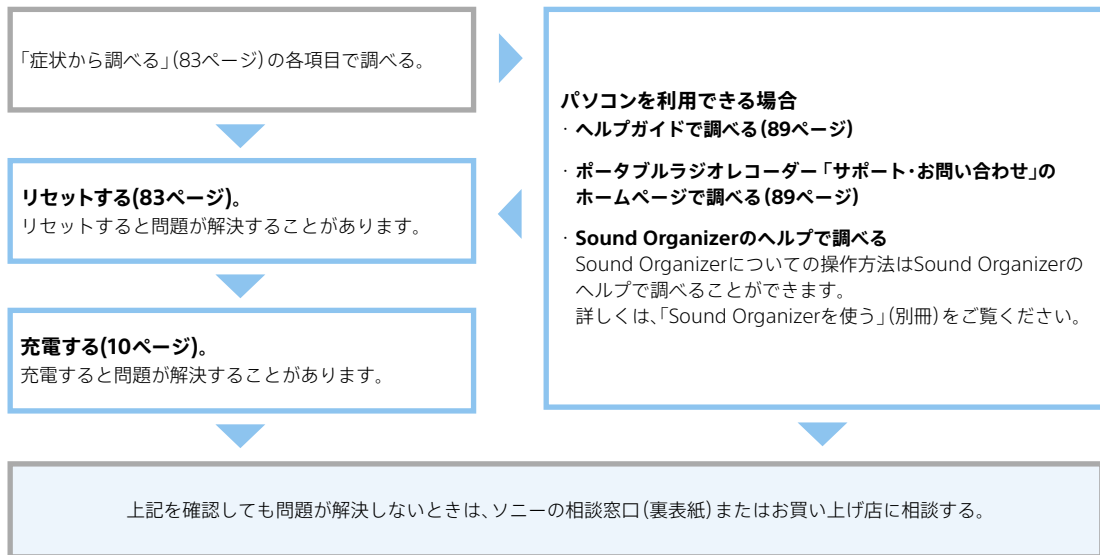 「症状から調べる」(83ページ)の各項目で調べる。
リセットする(83ページ)。
リセットすると問題が解決することがあります。
充電する(10ページ)。
充電すると問題が解決することがあります。
パソコンを利用できる場合
· ヘルプガイドで調べる(89ページ)
· ポータブルラジオレコーダー「サポート・お問い合わせ」の
ホームページで調べる(89ページ)
· Sound Organizerのヘルプで調べる
Sound Organizerについての操作方法はSound Organizerの
ヘルプで調べることができます。
詳しくは、「Sound Organizerを使う」(別冊)をご覧ください。
上記を確認しても問題が解決しないときは、ソニーの相談窓口(裏表紙)またはお買い上げ店に相談する。